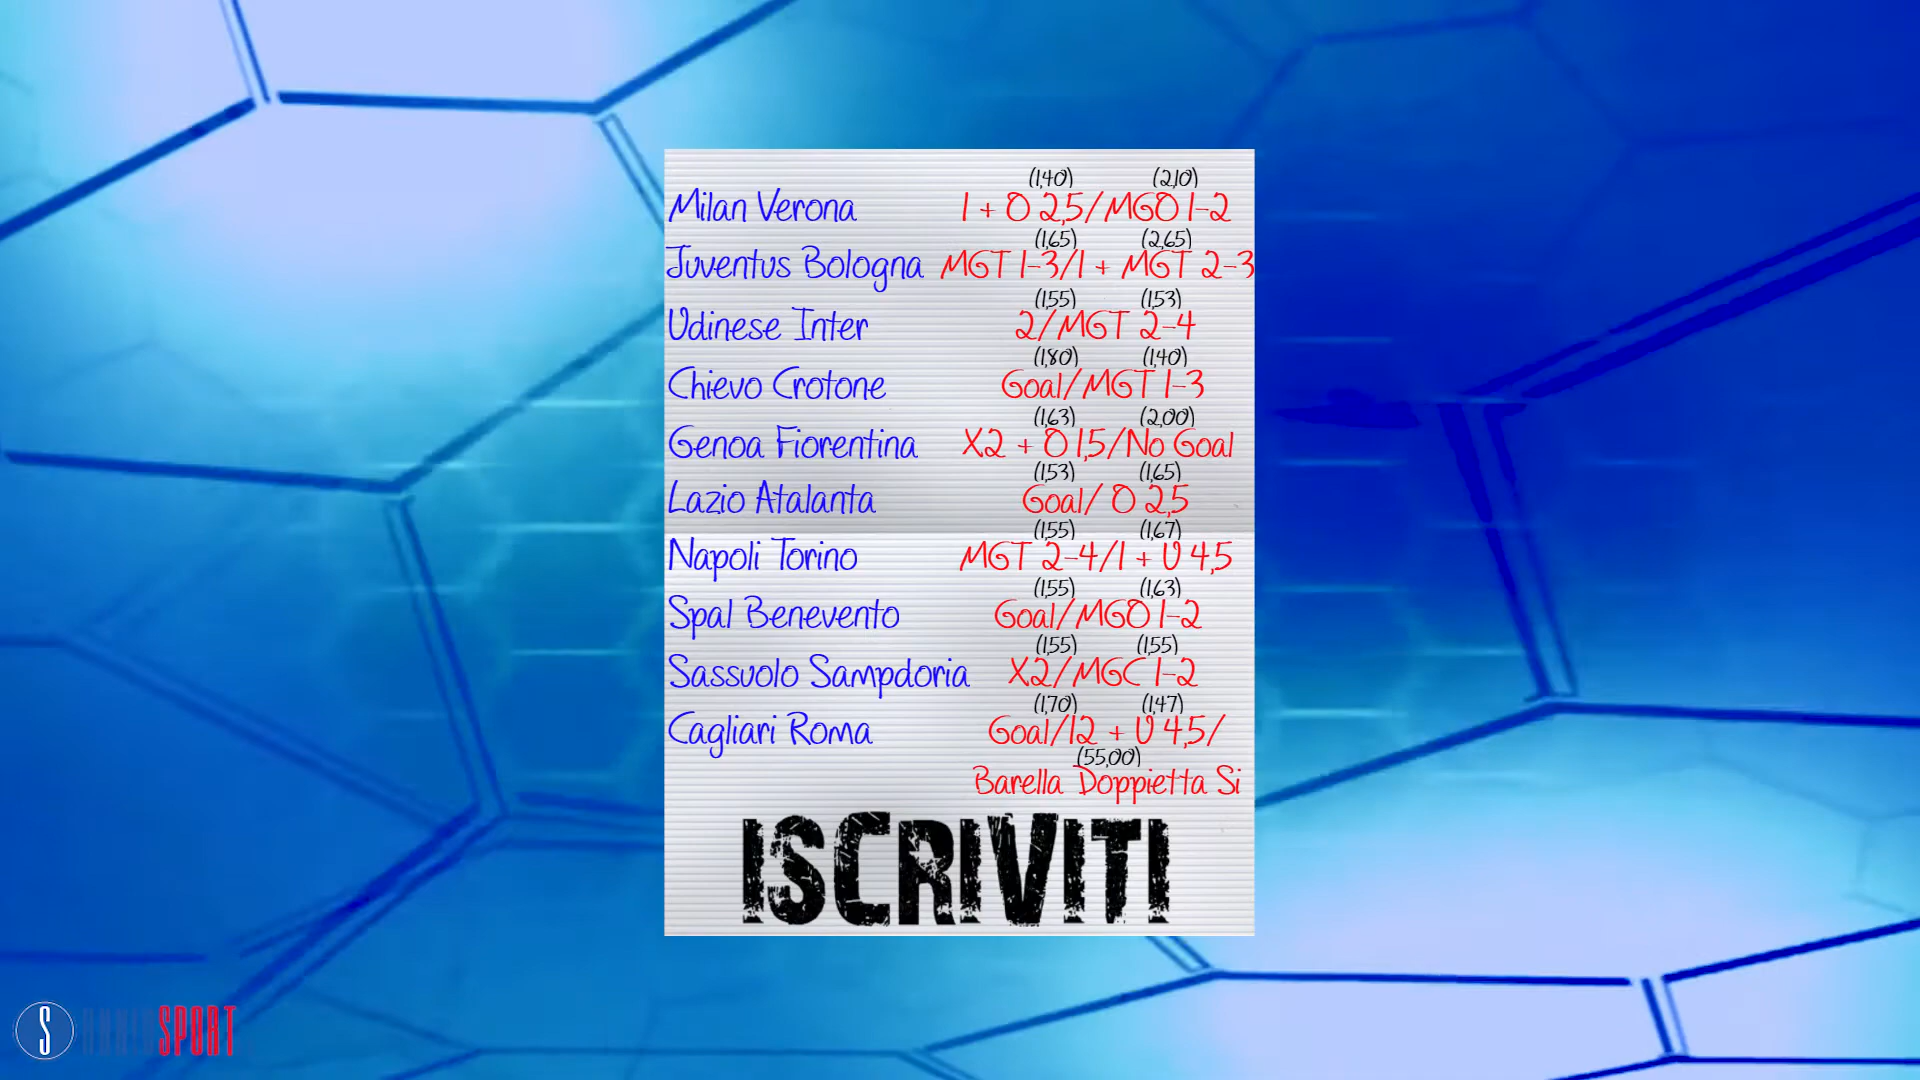 (1,40) (2,10)
Milan Verona 1 + O 2,5/MGO 1-2
(1,65) (2,65)
Juventus Bologna MGT 1-3/1 + MGT 2-3
(1,55) (1,53)
Udinese Inter 2/MGT 2-4
(1,80) (1,40)
Chievo Crotone Goal/MGT 1-3
(1,63) (2,00)
Genoa Fiorentina X2 + O 1,5/No Goal
(1,53) (1,65)
Lazio Atalanta Goal/ O 2,5
(1,55) (1,67)
Napoli Torino MGT 2-4/1 + U 4,5
(1,55) (1,63)
Spal Benevento Goal/MGO 1-2
(1,55) (1,55)
Sassuolo Sampdoria X2/MGC 1-2
(1,70) (1,47)
Cagliari Roma Goal/12 + U 4,5/
(55,00)
Barella Doppietta Si
ISCRIVITI
S SPORT